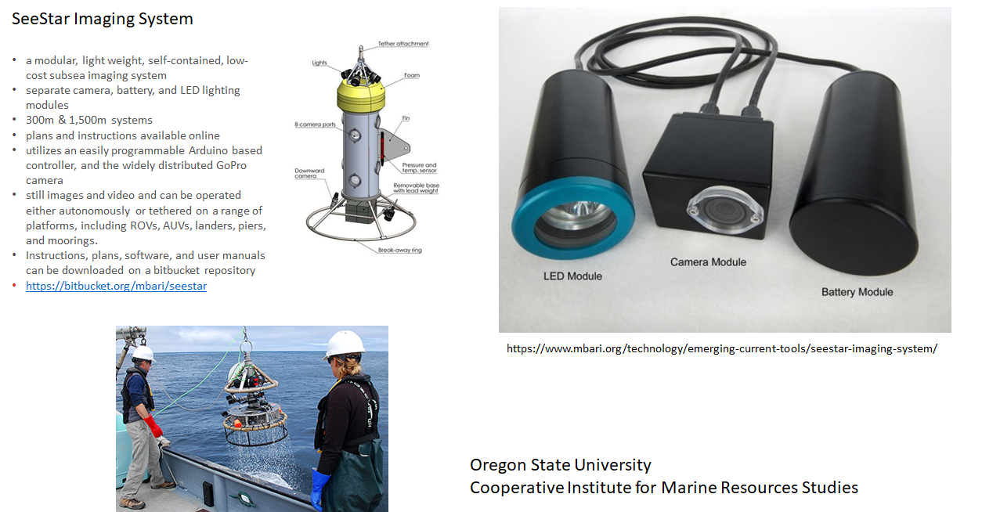 SeeStar Imaging System
• a modular, light weight, self-contained, low-
cost subsea imaging system
• separate camera, battery, and LED lighting
modules
• 300m & 1,500m systems
• plans and instructions available online
• utilizes an easily programmable Arduino based
controller, and the widely distributed GoPro
camera
• still images and video and can be operated
either autonomously or tethered on a range of
platforms, including ROVs, AUVs, landers, piers,
and moorings.
• Instructions, plans, software, and user manuals
can be downloaded on a bitbucket repository
• https://bitbucket.org/mbari/seestar
Tether attachment
Lights
Foam
Fin
8 camera ports
Pressure and
temp. sensor
Downward
camera
Removable base
with lead weight
Break-away ring
LED Module
Camera Module
Battery Module
https://www.mbari.org/technology/emerging-current-tools/seestar-imaging-system/
Oregon State University
Cooperative Institute for Marine Resources Studies